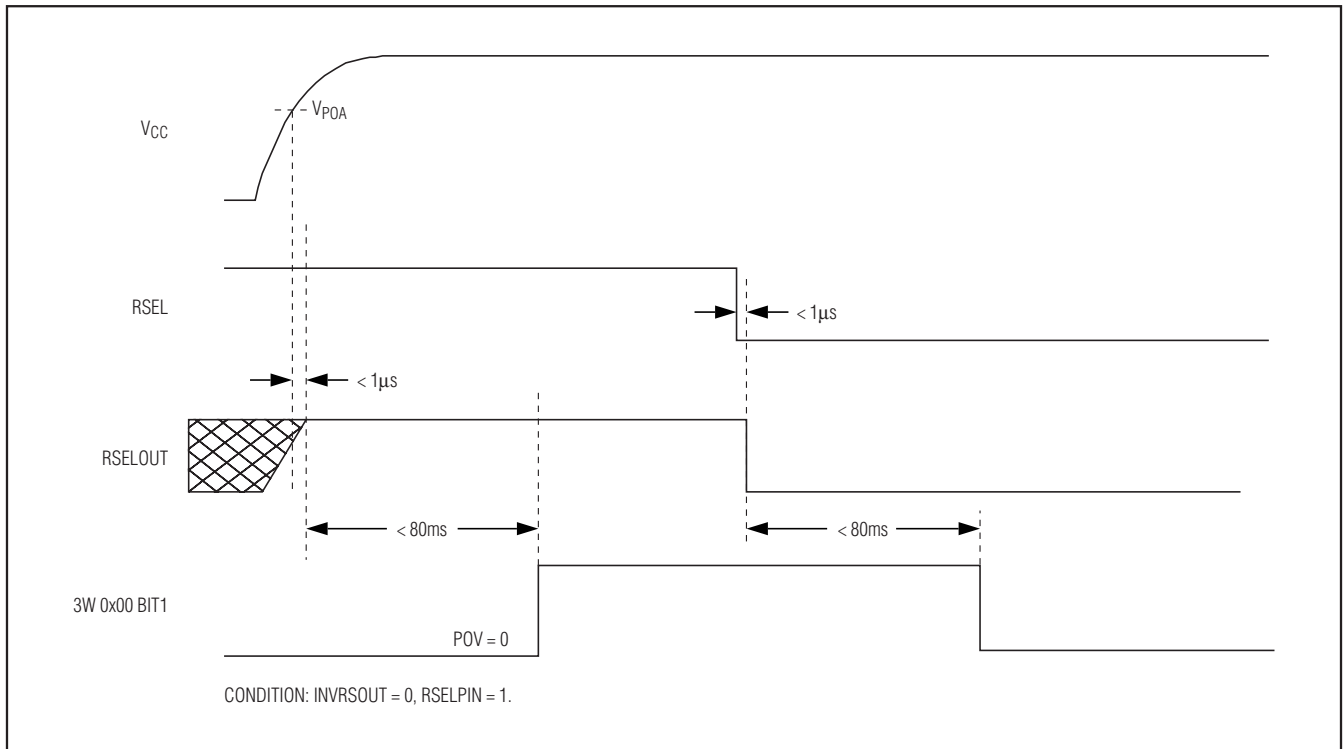 VPOA
VCC
RSEL
< 1µs
< 1µs
RSELOUT
< 80ms
< 80ms
3W 0x00 BIT1
POV = 0
CONDITION: INVRSOUT = 0, RSELPIN = 1.